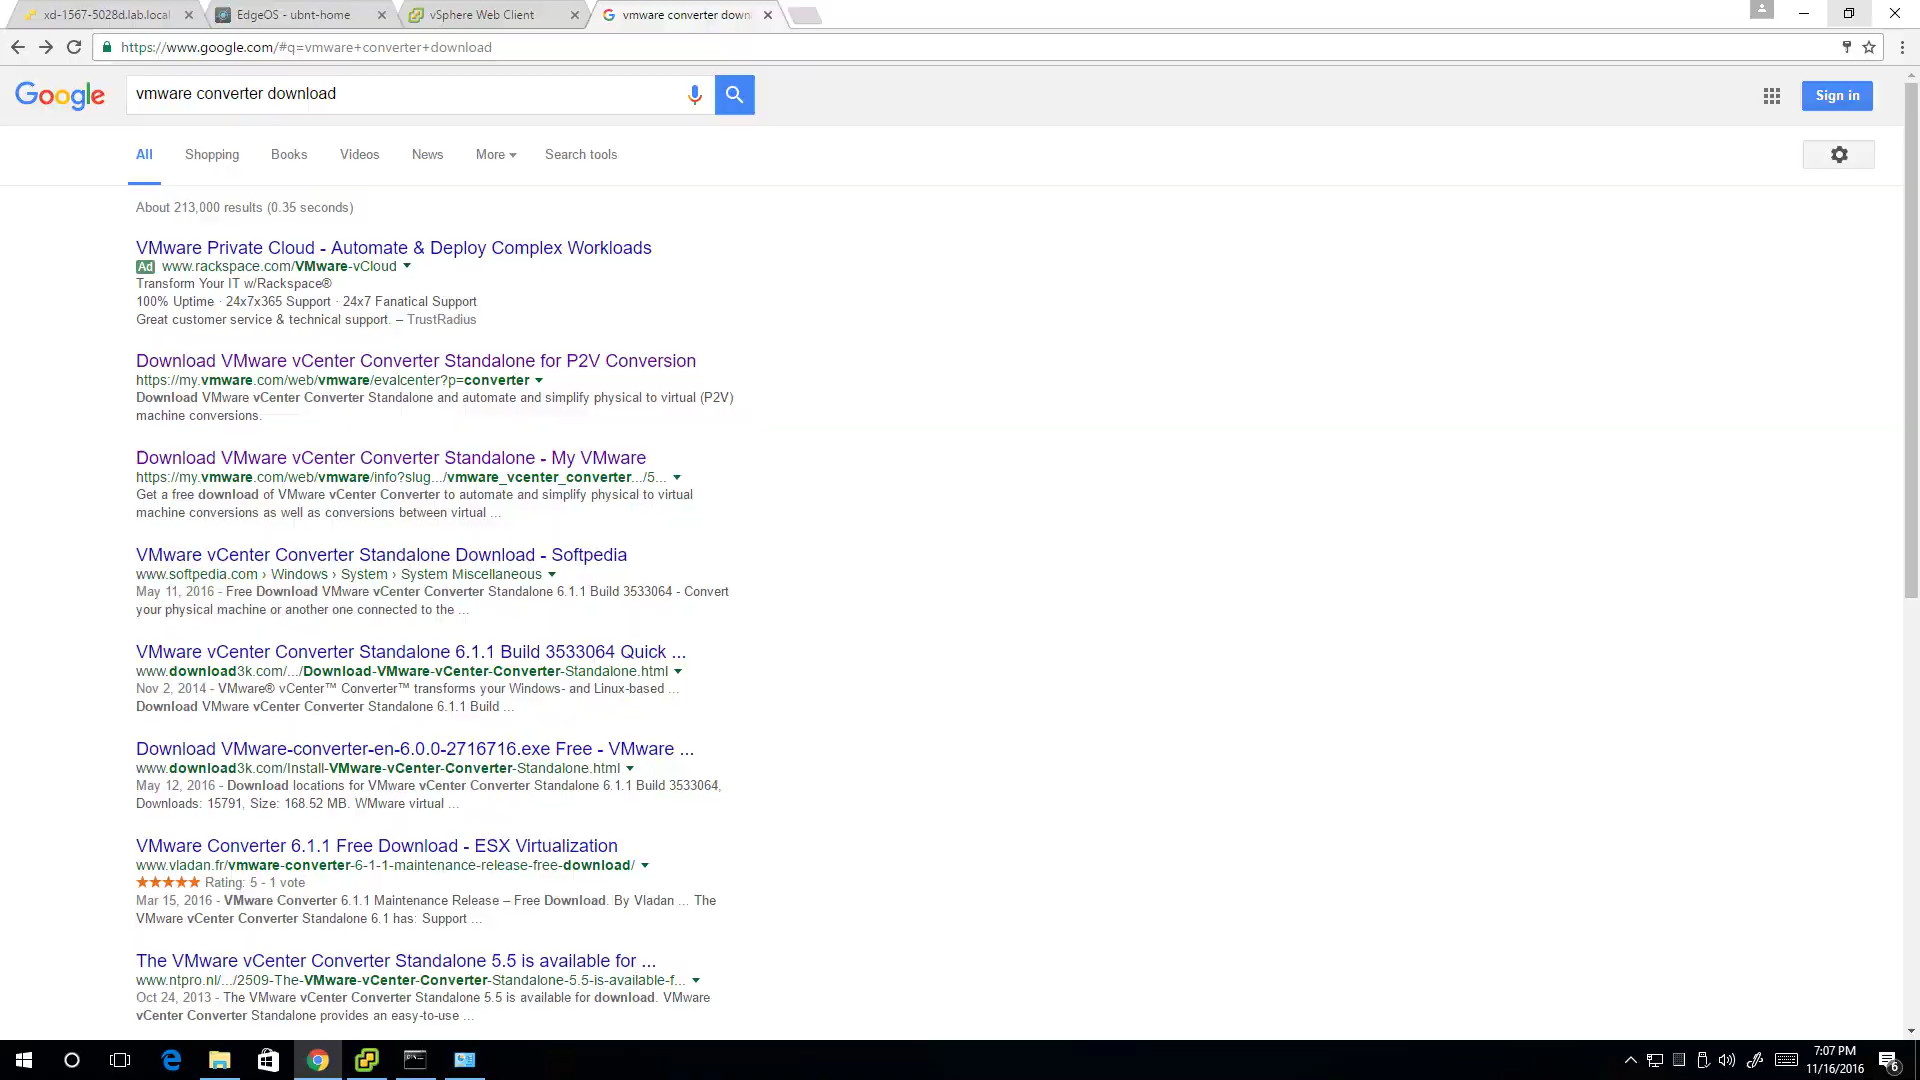 xd-1567-5028d.lab.local
EdgeOS - ubnt-home
vSphere Web Client
vmware converter down
https://www.google.com/#q=vmware+converter+download
Google
vmware converter download
Sign in
All
Shopping
Books
Videos
News
More
Search tools
About 213,000 results (0.35 seconds)
VMware Private Cloud - Automate & Deploy Complex Workloads
Ad www.rackspace.com/VMware-vCloud
Transform Your IT w/Rackspace®
100% Uptime · 24x7x365 Support · 24x7 Fanatical Support
Great customer service & technical support. – TrustRadius
Download VMware vCenter Converter Standalone for P2V Conversion
https://my.vmware.com/web/vmware/evalcenter?p=converter
Download VMware vCenter Converter Standalone and automate and simplify physical to virtual (P2V)
machine conversions.
Download VMware vCenter Converter Standalone - My VMware
https://my.vmware.com/web/vmware/info?slug.../vmware_vcenter_converter.../5...
Get a free download of VMware vCenter Converter to automate and simplify physical to virtual
machine conversions as well as conversions between virtual ...
VMware vCenter Converter Standalone Download - Softpedia
www.softpedia.com › Windows › System › System Miscellaneous
May 11, 2016 - Free Download VMware vCenter Converter Standalone 6.1.1 Build 3533064 - Convert
your physical machine or another one connected to the ...
VMware vCenter Converter Standalone 6.1.1 Build 3533064 Quick ...
www.download3k.com/.../Download-VMware-vCenter-Converter-Standalone.html
Nov 2, 2014 - VMware® vCenter™ Converter™ transforms your Windows- and Linux-based ...
Download VMware vCenter Converter Standalone 6.1.1 Build ...
Download VMware-converter-en-6.0.0-2716716.exe Free - VMware ...
www.download3k.com/Install-VMware-vCenter-Converter-Standalone.html
May 12, 2016 - Download locations for VMware vCenter Converter Standalone 6.1.1 Build 3533064,
Downloads: 15791, Size: 168.52 MB. WMware virtual ...
VMware Converter 6.1.1 Free Download - ESX Virtualization
www.vladan.fr/vmware-converter-6-1-1-maintenance-release-free-download/
★★★★★ Rating: 5 - 1 vote
Mar 15, 2016 - VMware Converter 6.1.1 Maintenance Release – Free Download. By Vladan ... The
VMware vCenter Converter Standalone 6.1 has: Support ...
The VMware vCenter Converter Standalone 5.5 is available for ...
www.ntpro.nl/.../2509-The-VMware-vCenter-Converter-Standalone-5.5-is-available-f...
Oct 24, 2013 - The VMware vCenter Converter Standalone 5.5 is available for download. VMware
vCenter Converter Standalone provides an easy-to-use ...
7:07 PM
11/16/2016
6